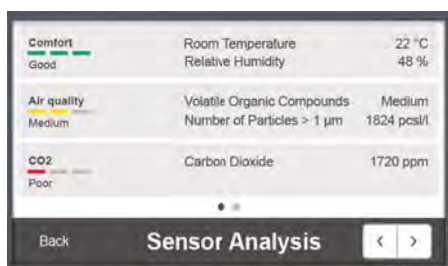 Comfort Room Temperature 22 °C
Good Relative Humidity 48 %
Air quality Volatile Organic Compounds Medium
Medium Number of Particles > 1 µm 1824 pcsl/l
CO2 Carbon Dioxide 1720 ppm
Poor
Back Sensor Analysis < >